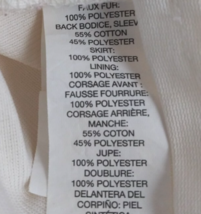 FAUX FUR:
100% POLYESTER
BACK BODICE, SLEEV
55% COTTON
45% POLYESTER
SKIRT:
100% POLYESTER
LINING:
100% POLYESTER
CORSAGE AVANT -
FAUSSE FOURRURE:
100% POLYESTER
CORSAGE ARRIÈRE,
MANCHE:
55% COTON
45% POLYESTER
JUPE:
100% POLYESTER
DOUBLURE:
100% POLYESTER
DELANTERA DEL
CORPIÑO: PIEL
SINTÉTICA